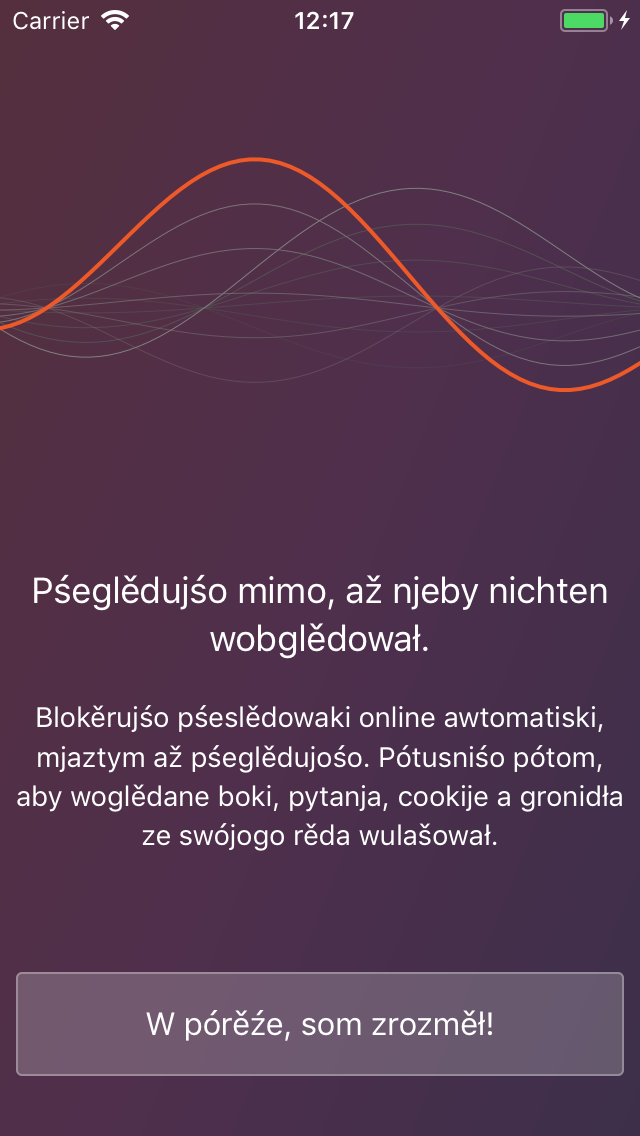 Carrier
12:17
Pśeglědujśo mimo, až njeby nichten
wobglědował.
Blokěrujśo pśeslědowaki online awtomatiski,
mjaztym až pśeglědujośo. Pótusniśo pótom,
aby woglědane boki, pytanja, cookije a gronidła
ze swójogo rěda wulašował.
W pórěźe, som zrozměł!